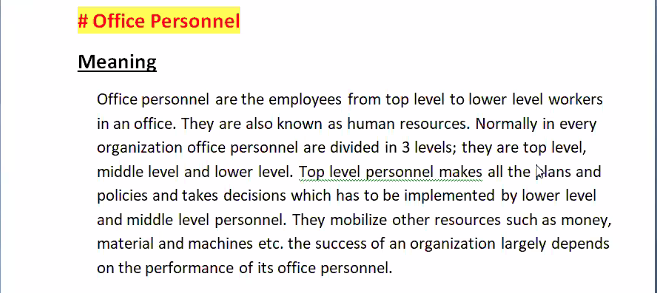 # Office Personnel
Meaning
Office personnel are the employees from top level to lower level workers
in an office. They are also known as human resources. Normally in every
organization office personnel are divided in 3 levels; they are top level,
middle level and lower level. Top level personnel makes all the plans and
policies and takes decisions which has to be implemented by lower level
and middle level personnel. They mobilize other resources such as money,
material and machines etc. the success of an organization largely depends
on the performance of its office personnel.